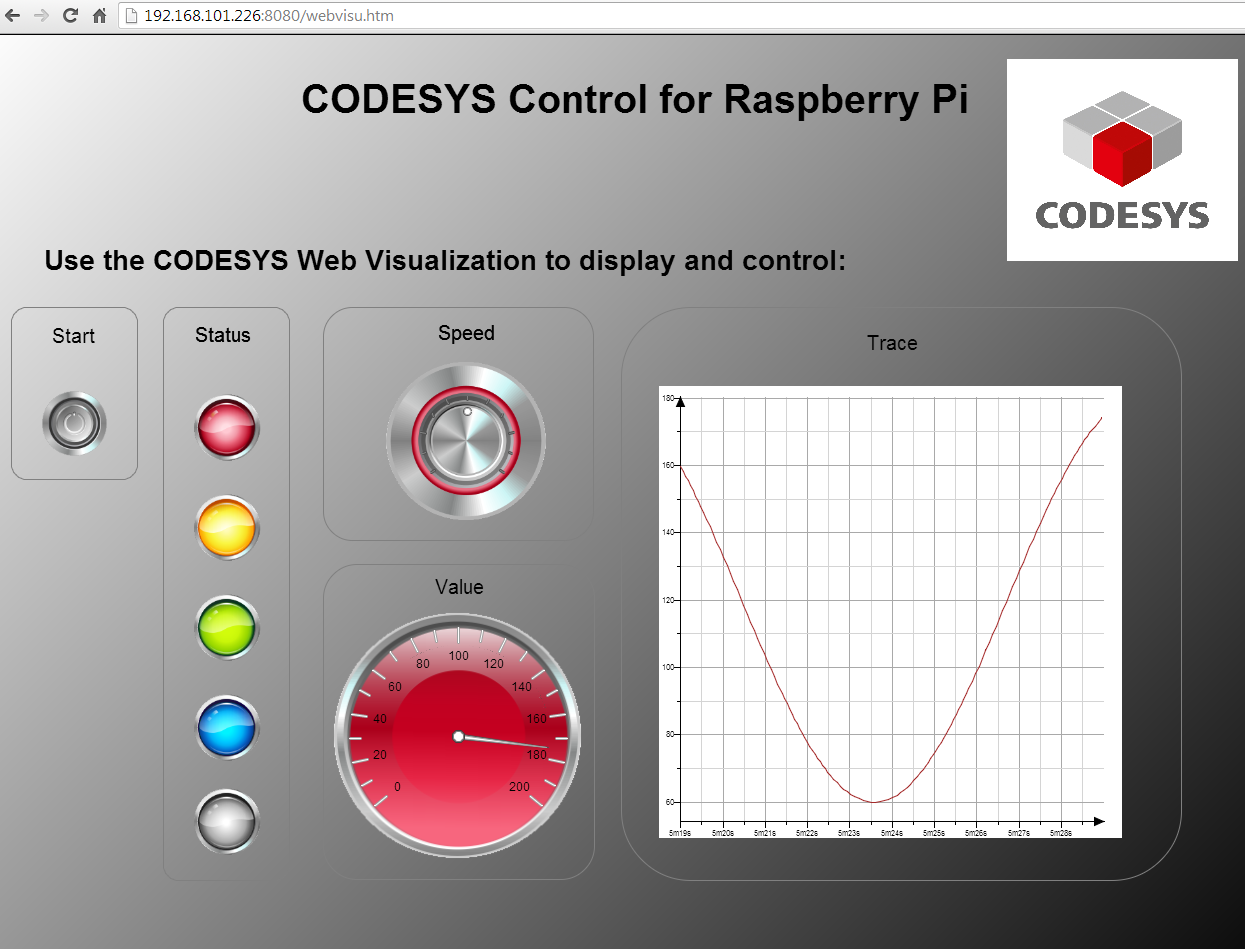 192.168.101.226:8080/webvisu.htm
CODESYS Control for Raspberry Pi
CODESYS
Use the CODESYS Web Visualization to display and control:
Start
Status
Speed
Trace
180
160
140
120
100
80
60
5m19s 5m20s 5m21s 5m22s 5m23s 5m24s 5m25s 5m26s 5m27s 5m28s
Value
0
20
40
60
80
100
120
140
160
180
200